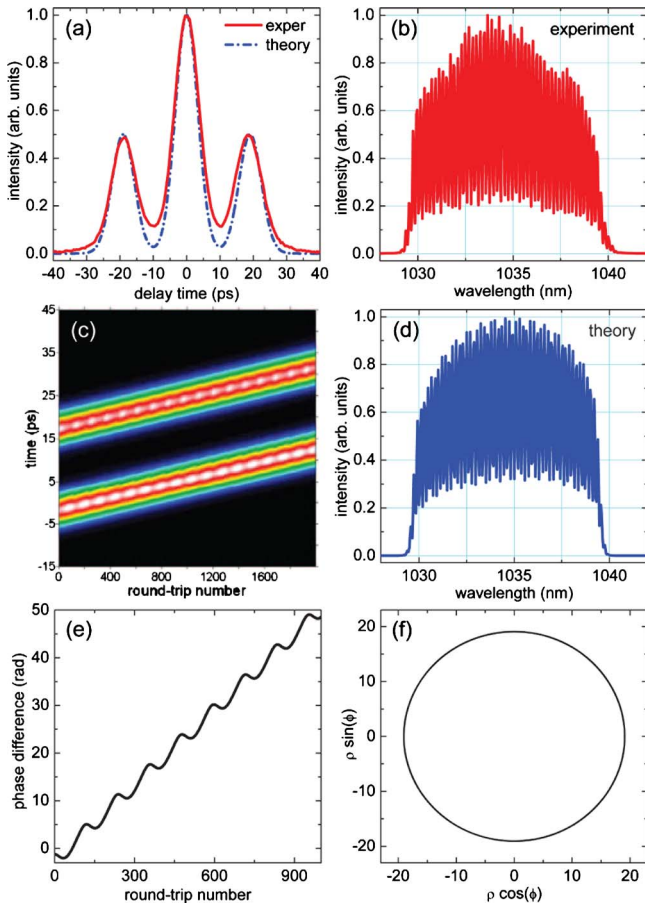 (a)
exper
theory
intensity (arb. units)
1.0
0.8
0.6
0.4
0.2
0.0
-40 -30 -20 -10 0 10 20 30 40
delay time (ps)
(b)
experiment
intensity (arb. units)
1.0
0.8
0.6
0.4
0.2
0.0
1030 1035 1040
wavelength (nm)
(c)
time (ps)
45
35
25
15
5
-5
-15
0 400 800 1200 1600
round-trip number
(d)
theory
intensity (arb. units)
1.0
0.8
0.6
0.4
0.2
0.0
1030 1035 1040
wavelength (nm)
(e)
phase difference (rad)
50
40
30
20
10
0
0 300 600 900
round-trip number
(f)
ρ sin(ϕ)
20
10
0
-10
-20
-20 -10 0 10 20
ρ cos(ϕ)